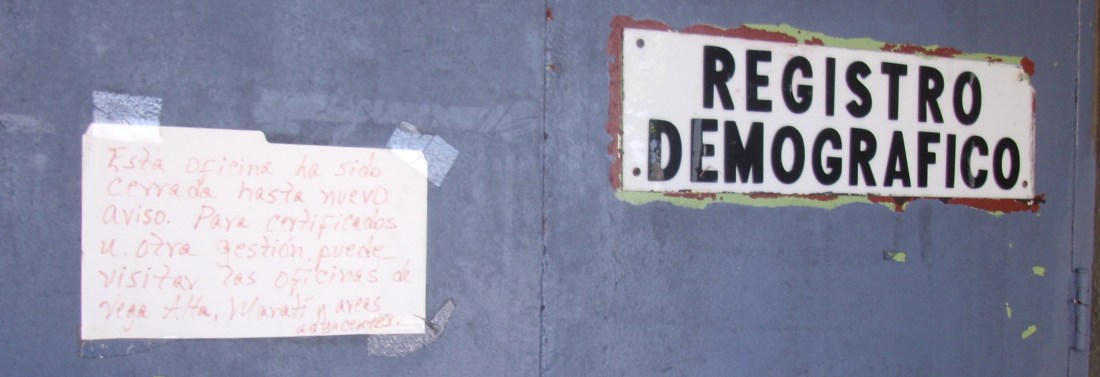 Esta oficina ha sido
cerrada hasta nuevo
aviso. Para certificados
u otra gestión puede
visitar las oficinas de
Vega Alta, Manatí y areas
adyacentes.
REGISTRO
DEMOGRAFICO